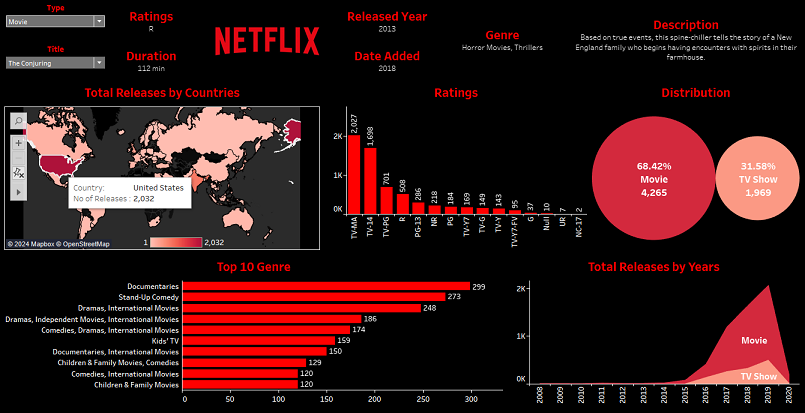 Type
Movie
Title
The Conjuring
Ratings
R
Duration
112 min
NETFLIX
Released Year
2013
Date Added
2018
Genre
Horror Movies, Thrillers
Description
Based on true events, this spine-chiller tells the story of a New
England family who begins having encounters with spirits in their
farmhouse.
Total Releases by Countries
Country: United States
No of Releases : 2,032
© 2024 Mapbox © OpenStreetMap
1 2,032
Ratings
2K
1K
0K
2,027
1,698
701
508
286
218
184
169
149
143
95
37
10
7
2
TV-MA
TV-14
TV-PG
R
PG-13
NR
PG
TV-Y7
TV-G
TV-Y
TV-Y7-FV
G
Null
UR
NC-17
Distribution
68.42%
Movie
4,265
31.58%
TV Show
1,969
Top 10 Genre
Documentaries 299
Stand-Up Comedy 273
Dramas, International Movies 248
Dramas, Independent Movies, International Movies 186
Comedies, Dramas, International Movies 174
Kids' TV 159
Documentaries, International Movies 150
Children & Family Movies, Comedies 129
Comedies, International Movies 120
Children & Family Movies 120
0 50 100 150 200 250 300
Total Releases by Years
2K
1K
0K
Movie
TV Show
2008
2009
2010
2011
2012
2013
2014
2015
2016
2017
2018
2019
2020